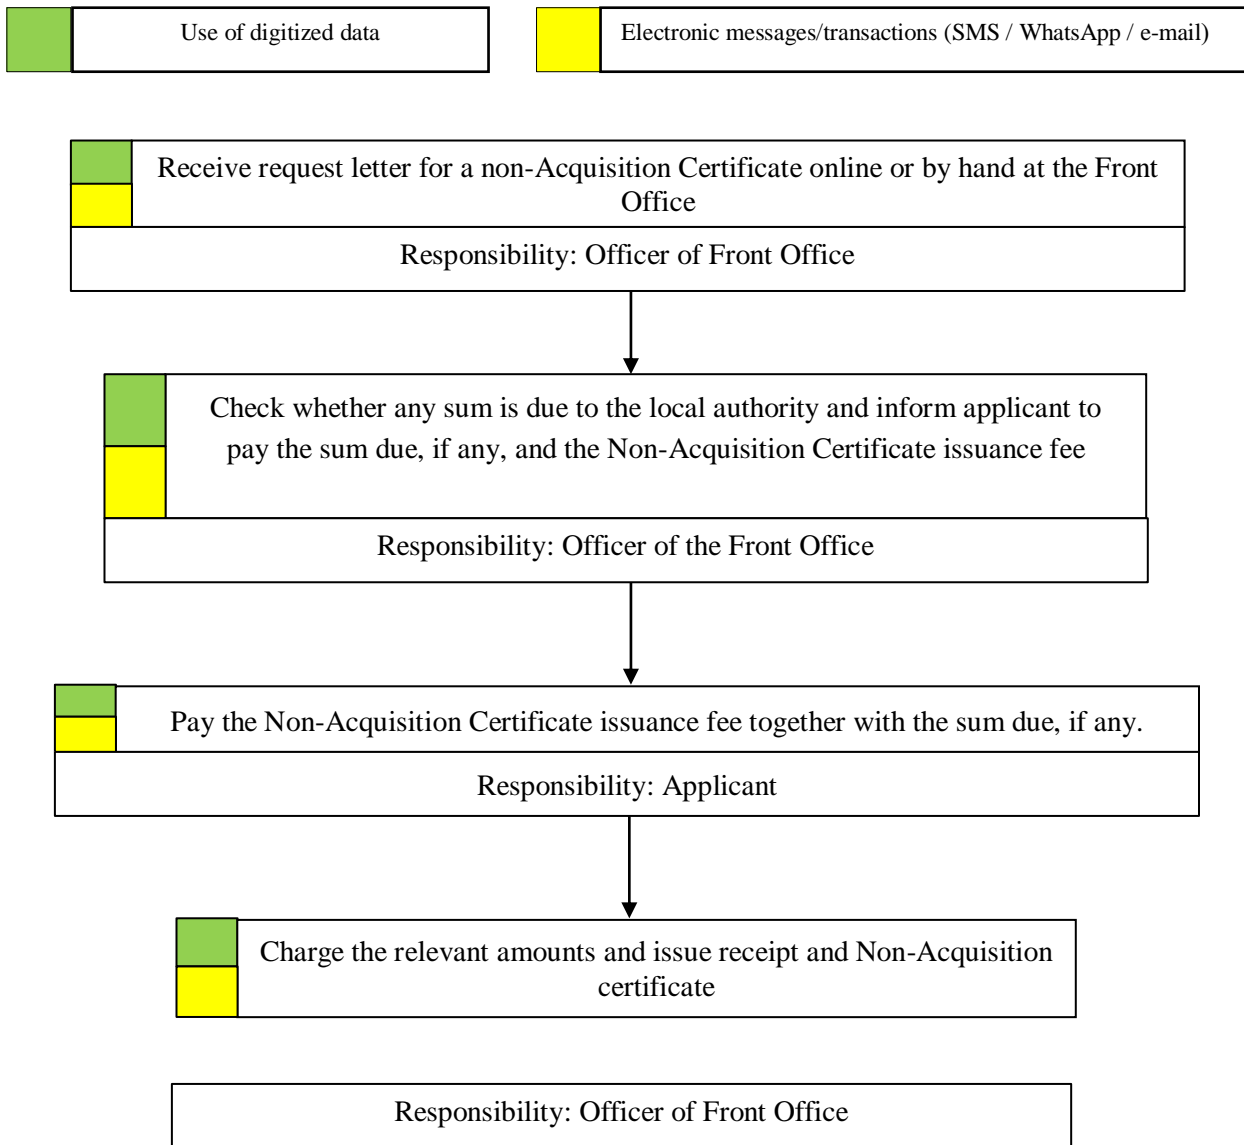 Use of digitized data
Electronic messages/transactions (SMS / WhatsApp / e-mail)
Receive request letter for a non-Acquisition Certificate online or by hand at the Front
Office
Responsibility: Officer of Front Office
Check whether any sum is due to the local authority and inform applicant to
pay the sum due, if any, and the Non-Acquisition Certificate issuance fee
Responsibility: Officer of the Front Office
Pay the Non-Acquisition Certificate issuance fee together with the sum due, if any.
Responsibility: Applicant
Charge the relevant amounts and issue receipt and Non-Acquisition
certificate
Responsibility: Officer of Front Office